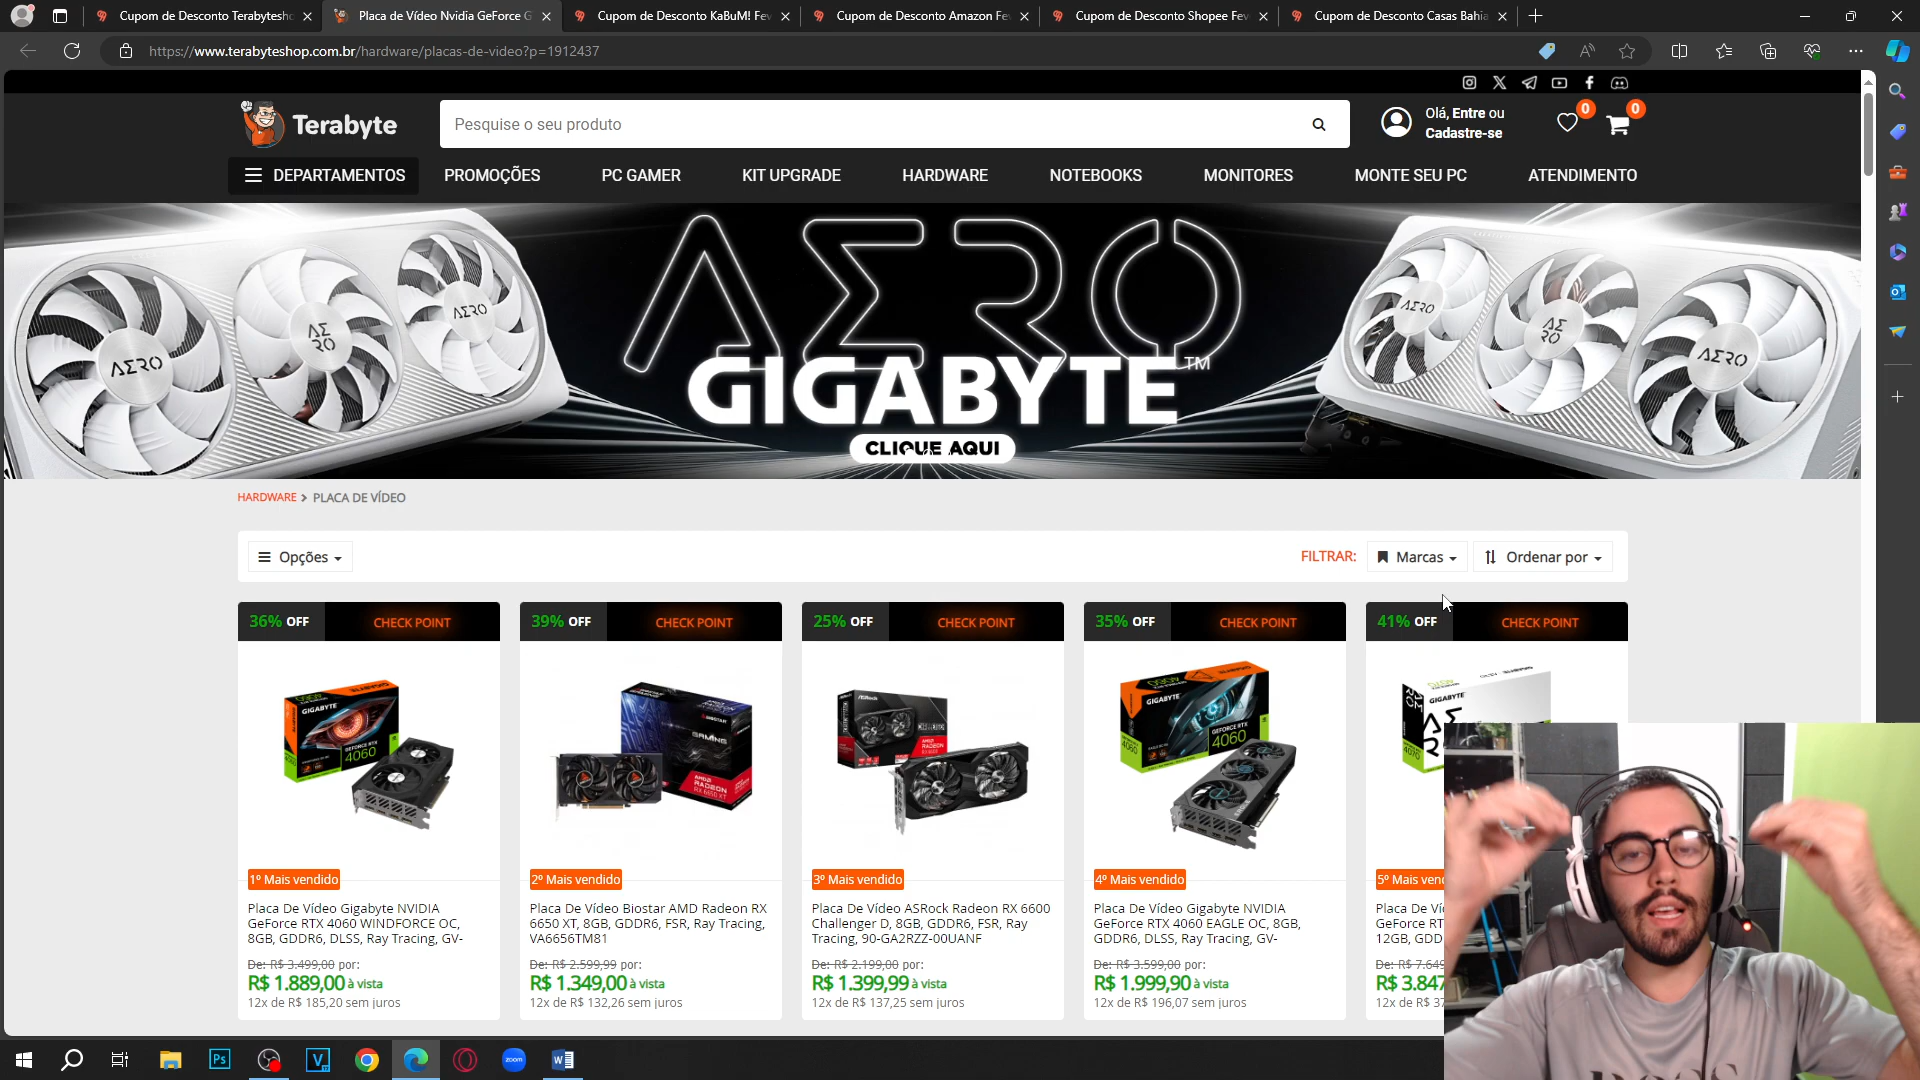 Cupom de Desconto Terabytesh
Placa de Vídeo Nvidia GeForce G
Cupom de Desconto KaBuM! Fev
Cupom de Desconto Amazon Fe
Cupom de Desconto Shopee Fev
Cupom de Desconto Casas Bahia
https://www.terabyteshop.com.br/hardware/placas-de-video?p=1912437
Terabyte
Pesquise o seu produto
Olá, Entre ou
Cadastre-se
0
0
DEPARTAMENTOS
PROMOÇÕES
PC GAMER
KIT UPGRADE
HARDWARE
NOTEBOOKS
MONITORES
MONTE SEU PC
ATENDIMENTO
AERO
GIGABYTE™
CLIQUE AQUI
HARDWARE > PLACA DE VÍDEO
Opções
FILTRAR:
Marcas
Ordenar por
36% OFF
CHECK POINT
39% OFF
CHECK POINT
25% OFF
CHECK POINT
35% OFF
CHECK POINT
41% OFF
CHECK POINT
1º Mais vendido
2º Mais vendido
3º Mais vendido
4º Mais vendido
5º Mais ven
Placa De Vídeo Gigabyte NVIDIA
GeForce RTX 4060 WINDFORCE OC,
8GB, GDDR6, DLSS, Ray Tracing, GV-
De: R$ 3.499,00 por:
R$ 1.889,00 à vista
12x de R$ 185,20 sem juros
Placa De Vídeo Biostar AMD Radeon RX
6650 XT, 8GB, GDDR6, FSR, Ray Tracing,
VA6656TM81
De: R$ 2.599,99 por:
R$ 1.349,00 à vista
12x de R$ 132,26 sem juros
Placa De Vídeo ASRock Radeon RX 6600
Challenger D, 8GB, GDDR6, FSR, Ray
Tracing, 90-GA2RZZ-00UANF
De: R$ 2.199,00 por:
R$ 1.399,99 à vista
12x de R$ 137,25 sem juros
Placa De Vídeo Gigabyte NVIDIA
GeForce RTX 4060 EAGLE OC, 8GB,
GDDR6, DLSS, Ray Tracing, GV-
De: R$ 3.599,00 por:
R$ 1.999,90 à vista
12x de R$ 196,07 sem juros
Placa De Ví
GeForce RT
12GB, GDD
De: R$ 7.649
R$ 3.847
12x de R$ 37